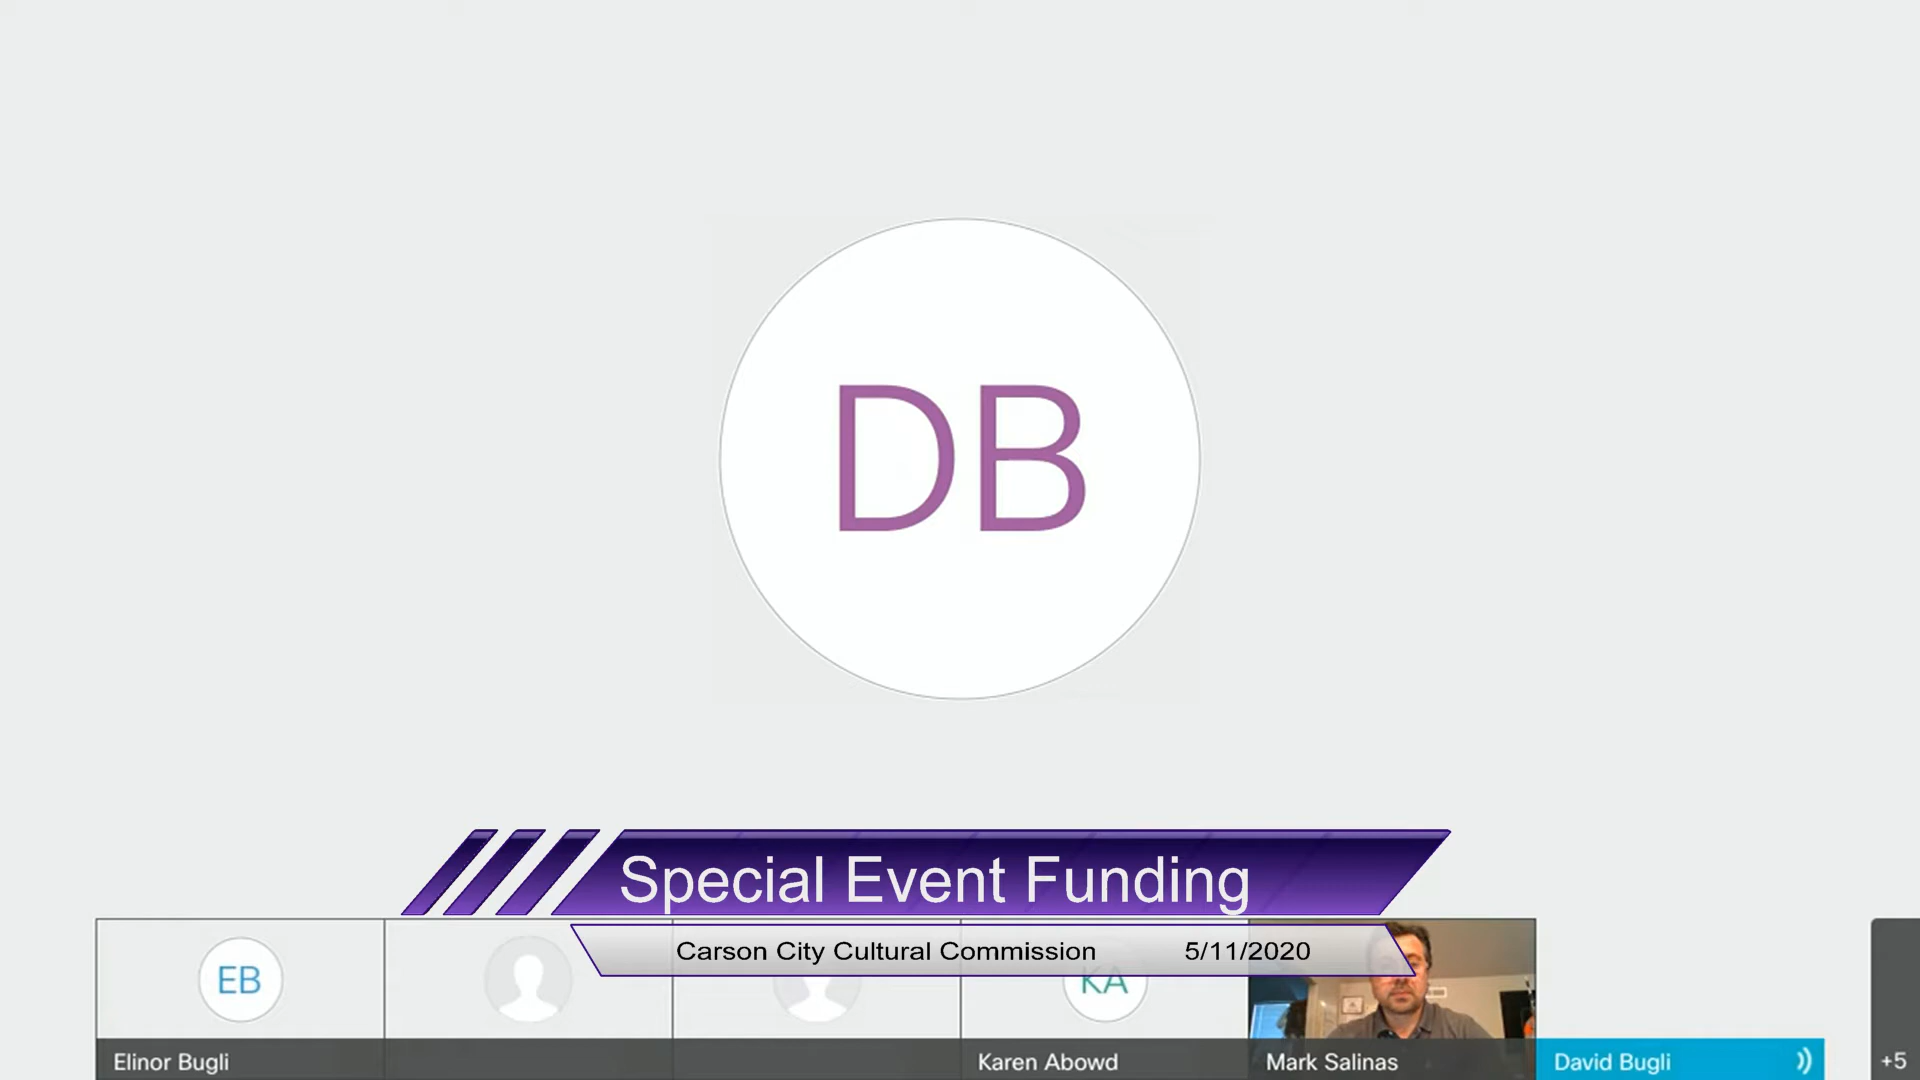 DB
Special Event Funding
Carson City Cultural Commission 5/11/2020
EB
KA
Elinor Bugli
Karen Abowd
Mark Salinas
David Bugli
+5